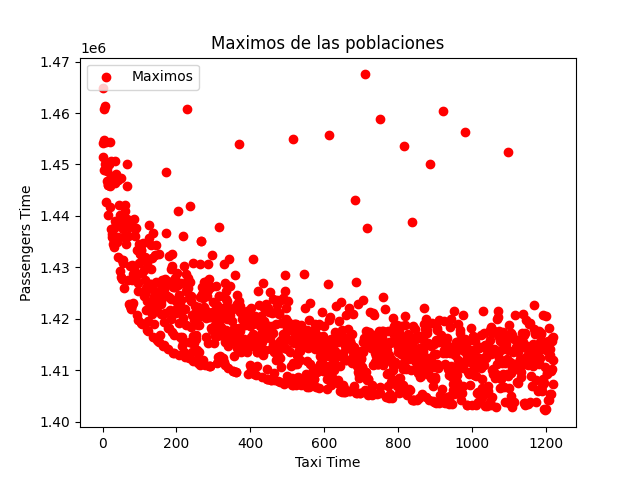 Maximos de las poblaciones
1e6
Maximos
1.47
1.46
1.45
1.44
1.43
1.42
1.41
1.40
Passengers Time
0 200 400 600 800 1000 1200
Taxi Time